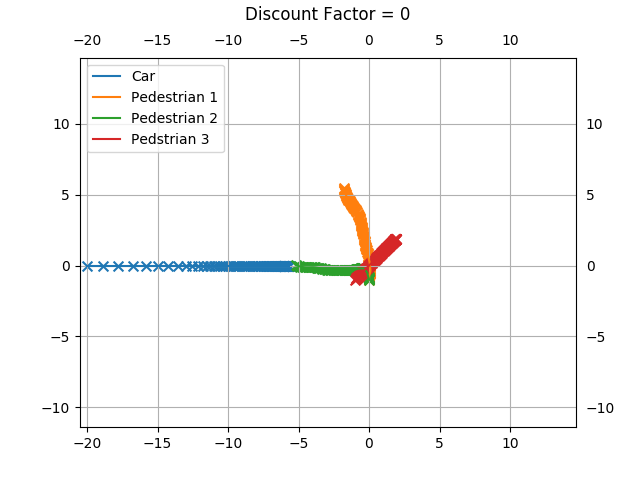 Discount Factor = 0
−20 −15 −10 −5 0 5 10
Car
Pedestrian 1
Pedestrian 2
Pedstrian 3
10 10
5 5
0 0
−5 −5
−10 −10
−20 −15 −10 −5 0 5 10